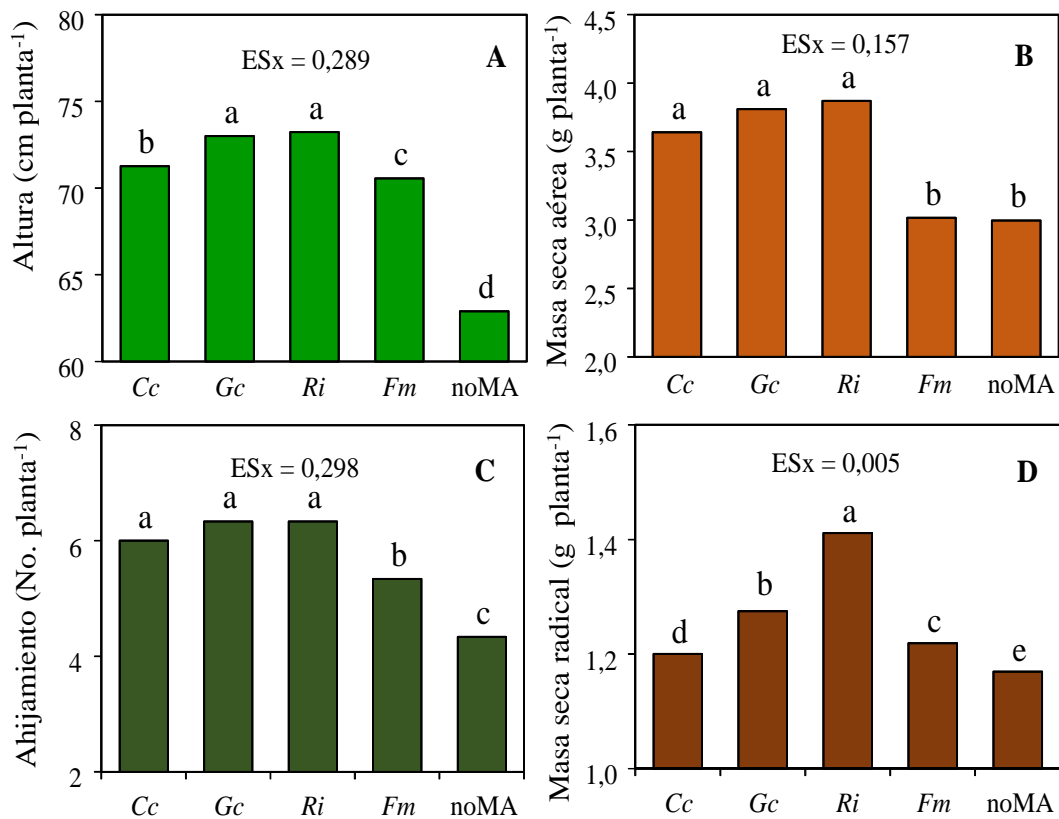 Altura (cm planta⁻¹)
80
75
70
65
60
ESx = 0,289
A
b
a
a
c
d
Cc
Gc
Ri
Fm
noMA
Masa seca aérea (g planta⁻¹)
4,5
4,0
3,5
3,0
2,5
2,0
ESx = 0,157
B
a
a
a
b
b
Cc
Gc
Ri
Fm
noMA
Ahijamiento (No. planta⁻¹)
8
6
4
2
ESx = 0,298
C
a
a
a
b
c
Cc
Gc
Ri
Fm
noMA
Masa seca radical (g planta⁻¹)
1,6
1,4
1,2
1,0
ESx = 0,005
D
d
b
a
c
e
Cc
Gc
Ri
Fm
noMA